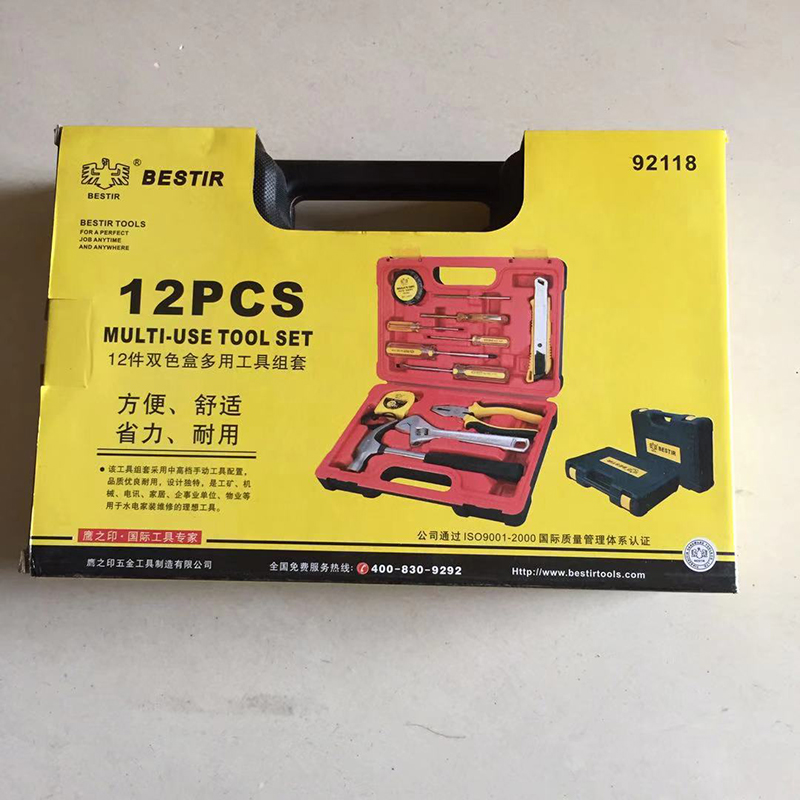 BESTIR
®
BESTIR
92118
BESTIR TOOLS
FOR A PERFECT
JOB ANYTIME
AND ANYWHERE
12PCS
MULTI-USE TOOL SET
12件双色盒多用工具组套
方便、舒适
省力、耐用
• 该工具组套采用中高档手动工具配置，
品质优良耐用，设计独特，是工矿、机
械、电讯、家居、企事业单位、物业等
用于水电家装维修的理想工具。
BESTIR
鹰之印·国际工具专家
公司通过ISO9001-2000国际质量管理体系认证
鹰之印五金工具制造有限公司
全国免费服务热线：400-830-9292
Http://www.bestirtools.com